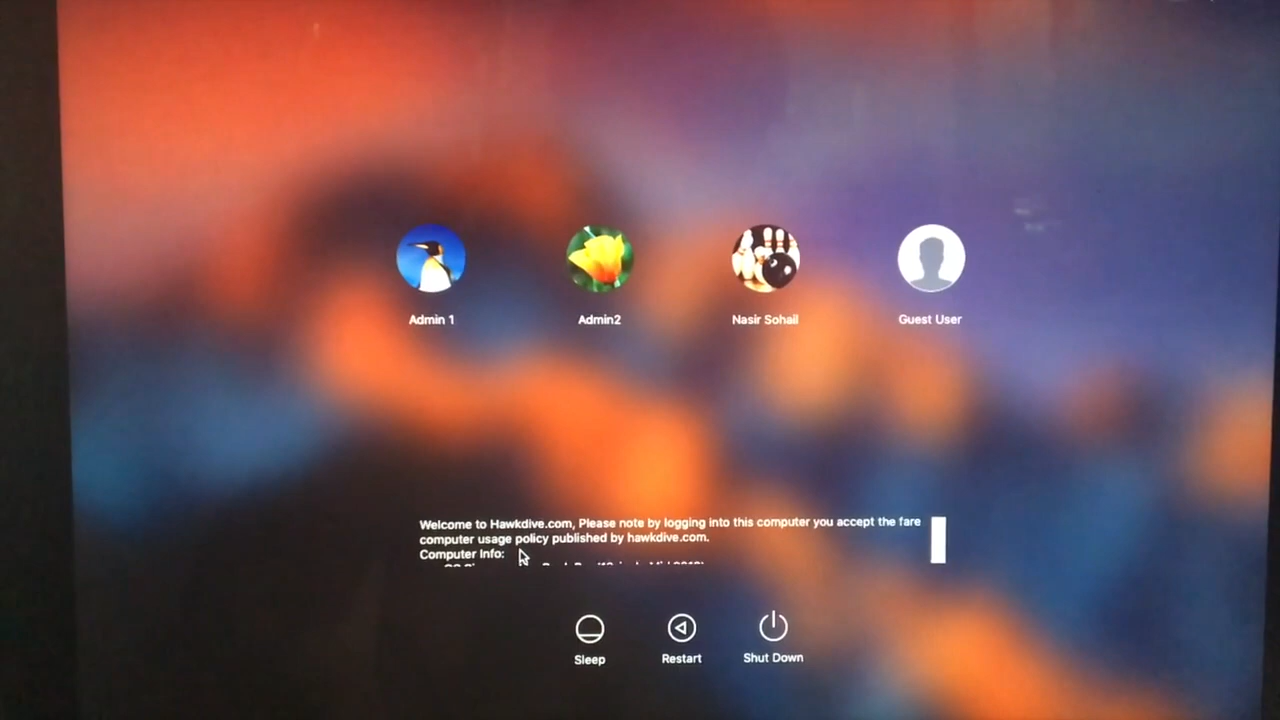 Admin 1
Admin2
Nasir Sohail
Guest User
Welcome to Hawkdive.com, Please note by logging into this computer you accept the fare
computer usage policy published by hawkdive.com.
Computer Info:
Sleep
Restart
Shut Down